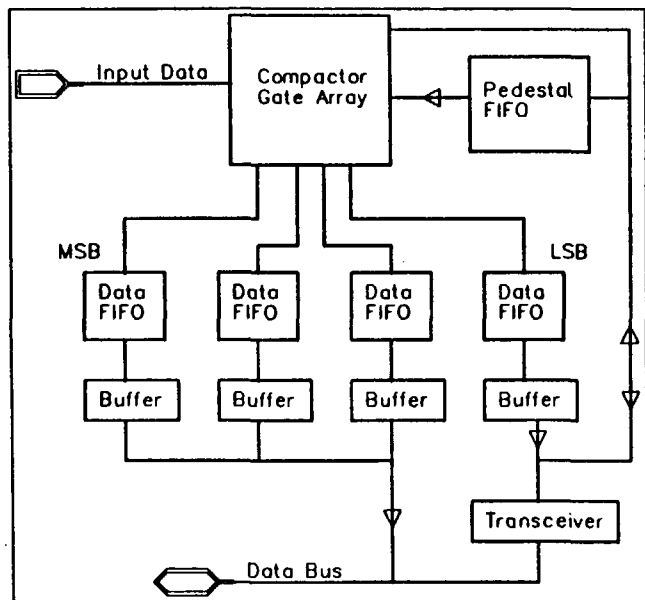 Input Data
Compactor
Gate Array
Pedestal
FIFO
MSB
LSB
Data
FIFO
Data
FIFO
Data
FIFO
Data
FIFO
Buffer
Buffer
Buffer
Buffer
Transceiver
Data Bus